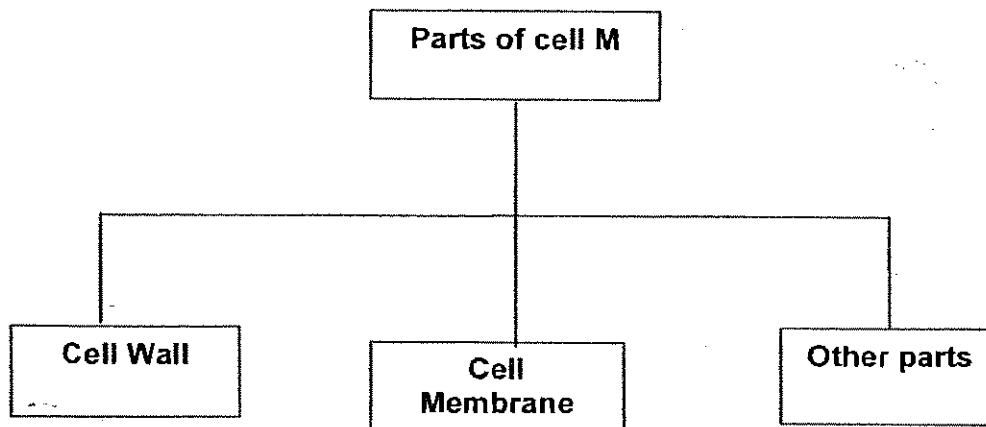 Parts of cell M
Cell Wall
Cell
Membrane
Other parts